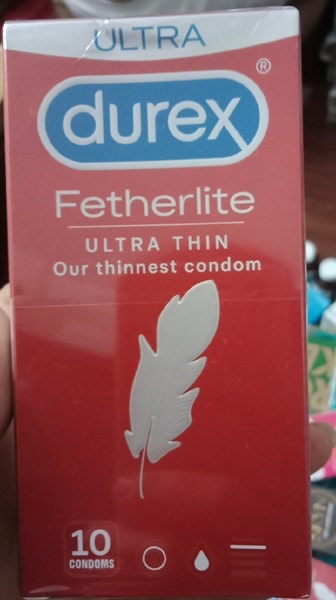 ULTRA
durex®
Fetherlite
ULTRA THIN
Our thinnest condom
10
CONDOMS